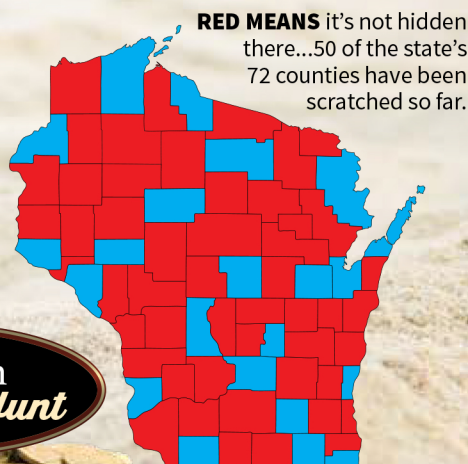 RED MEANS it’s not hidden
there...50 of the state’s
72 counties have been
scratched so far.